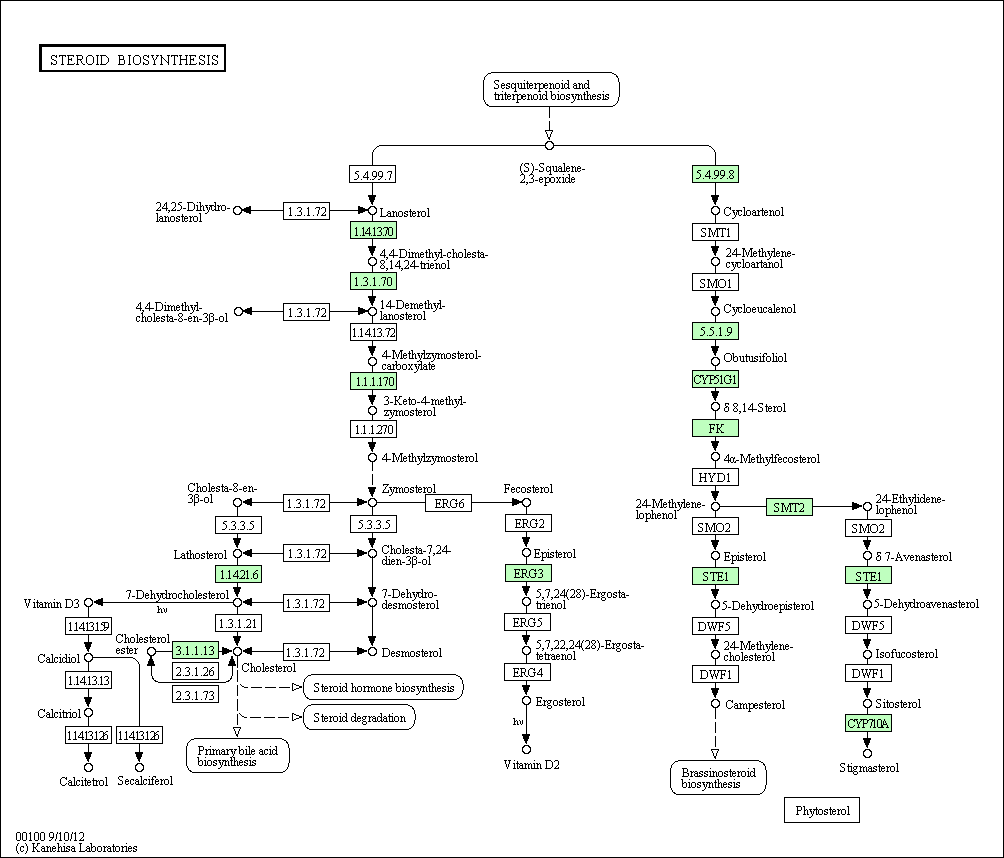 STEROID BIOSYNTHESIS
Sesquiterpenoid and
triterpenoid biosynthesis
(S)-Squalene-
2,3-epoxide
5.4.99.7
5.4.99.8
24,25-Dihydro-
lanosterol
1.3.1.72
Lanosterol
Cycloartenol
1.14.13.70
SMT1
4,4-Dimethyl-cholesta-
8,14,24-trienol
24-Methylene-
cycloartanol
1.3.1.70
SMO1
4,4-Dimethyl-
cholesta-8-en-3β-ol
1.3.1.72
14-Demethyl-
lanosterol
Cycloeucalenol
1.14.13.72
5.5.1.9
4-Methylzymosterol-
carboxylate
Obutusifoliol
1.1.1.170
CYP51G1
3-Keto-4-methyl-
zymosterol
δ 8,14-Sterol
1.1.1.270
FK
4-Methylzymosterol
4α-Methylfecosterol
HYD1
Cholesta-8-en-
3β-ol
1.3.1.72
Zymosterol
ERG6
Fecosterol
24-Methylene-
lophenol
SMT2
24-Ethylidene-
lophenol
5.3.3.5
5.3.3.5
ERG2
SMO2
SMO2
Lathosterol
1.3.1.72
Cholesta-7,24-
dien-3β-ol
Episterol
Episterol
δ 7-Avenasterol
1.14.21.6
ERG3
STE1
STE1
Vitamin D3
7-Dehydrocholesterol
hν
1.3.1.72
7-Dehydro-
desmosterol
5,7,24(28)-Ergosta-
trienol
5-Dehydroepisterol
5-Dehydroavenasterol
1.14.13.159
1.3.1.21
ERG5
DWF5
DWF5
Calcidiol
Cholesterol
ester
3.1.1.13
2.3.1.26
2.3.1.73
Cholesterol
1.3.1.72
Desmosterol
5,7,22,24(28)-Ergosta-
tetraenol
24-Methylene-
cholesterol
Isofucosterol
1.14.13.13
ERG4
DWF1
DWF1
Steroid hormone biosynthesis
Calcitriol
Steroid degradation
Ergosterol
Campesterol
Sitosterol
1.14.13.126
1.14.13.126
hν
CYP710A
Calcitetrol
Secalciferol
Primary bile acid
biosynthesis
Vitamin D2
Brassinosteroid
biosynthesis
Stigmasterol
Phytosterol
00100 9/10/12
(c) Kanehisa Laboratories